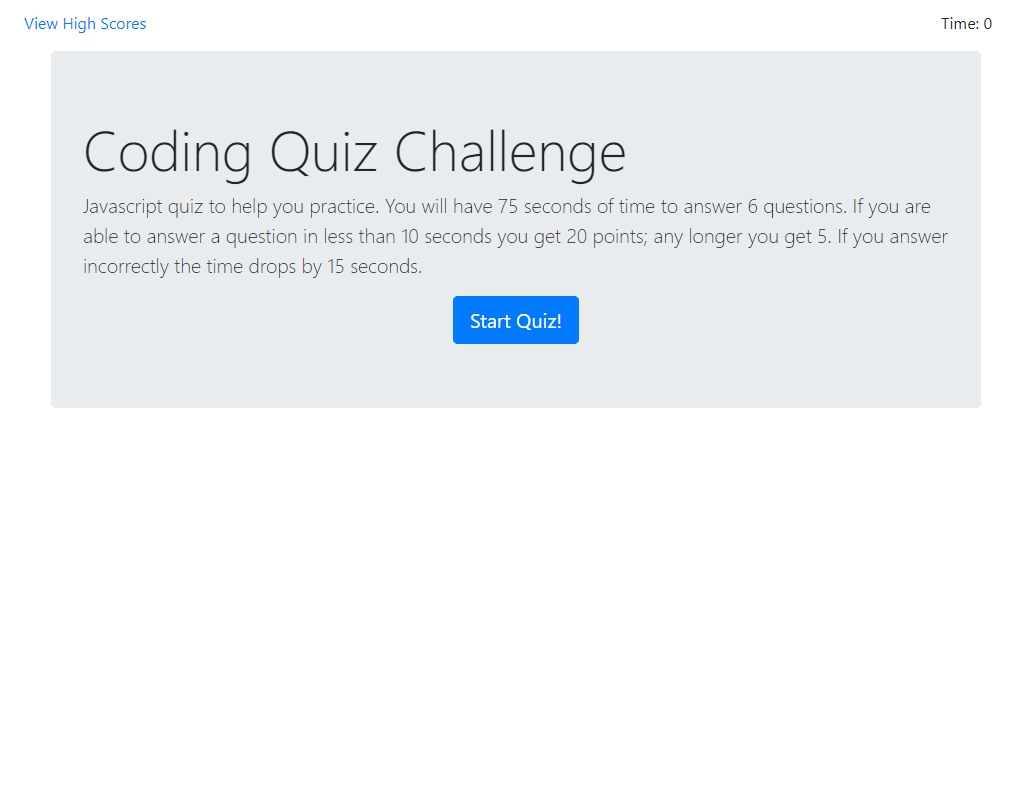 View High Scores
Time: 0
Coding Quiz Challenge
Javascript quiz to help you practice. You will have 75 seconds of time to answer 6 questions. If you are
able to answer a question in less than 10 seconds you get 20 points; any longer you get 5. If you answer
incorrectly the time drops by 15 seconds.
Start Quiz!